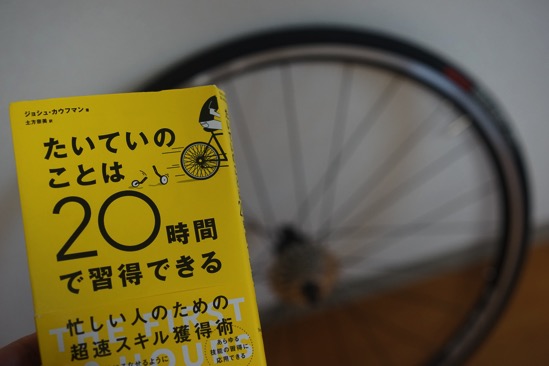 ジョシュ・カウフマン 著
土方奈美 訳
たいていの
ことは
20時間
で習得できる
忙しい人のための
超速スキル獲得術
THE FIRST
あらゆる
技能の習得に
応用できる